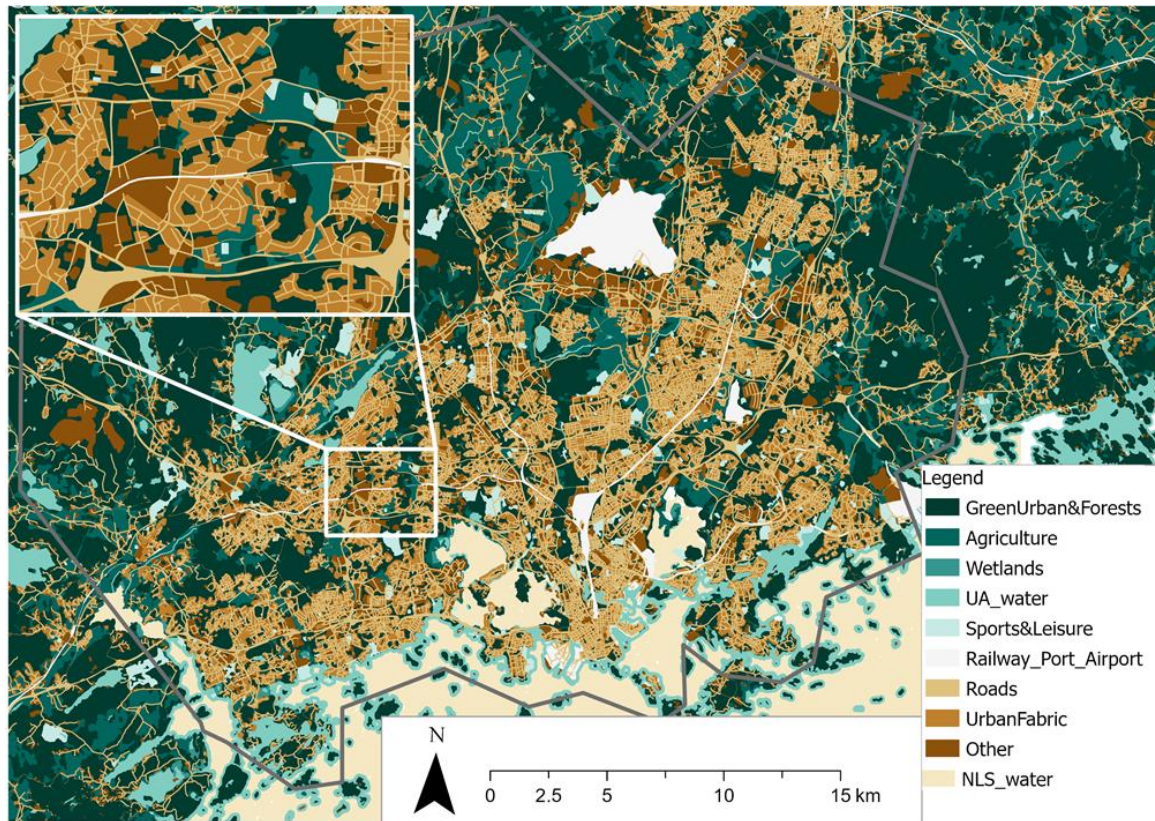 Legend
GreenUrban&Forests
Agriculture
Wetlands
UA_water
Sports&Leisure
Railway_Port_Airport
Roads
UrbanFabric
Other
NLS_water
N
0 2.5 5 10 15 km